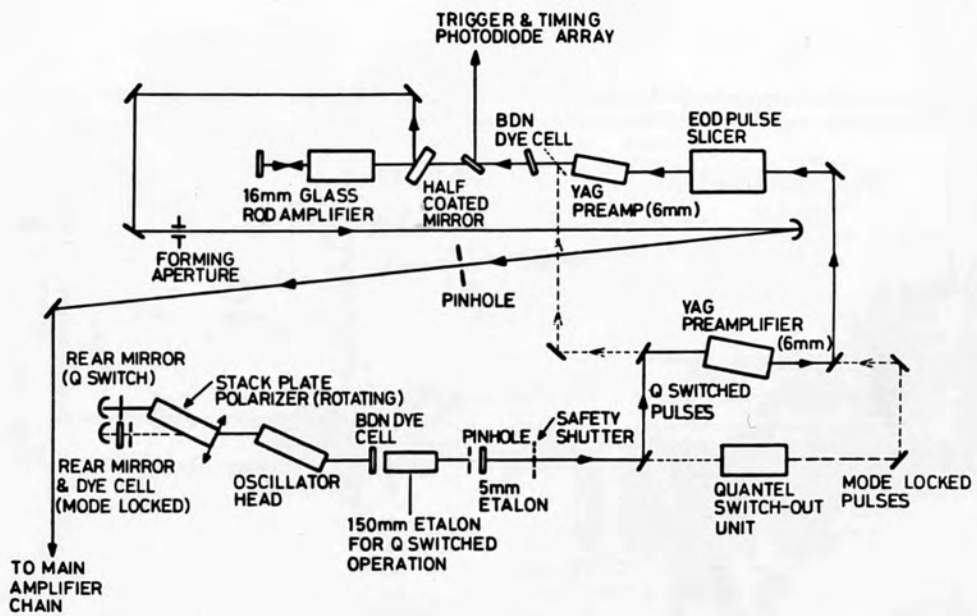 TRIGGER & TIMING
PHOTODIODE ARRAY
BDN
DYE CELL
EOD PULSE
SLICER
16mm GLASS
ROD AMPLIFIER
HALF
COATED
MIRROR
YAG
PREAMP (6mm)
FORMING
APERTURE
PINHOLE
YAG
PREAMPLIFIER
(6mm)
REAR MIRROR
(Q SWITCH)
STACK PLATE
POLARIZER (ROTATING)
Q SWITCHED
PULSES
BDN DYE
CELL
PINHOLE
SAFETY
SHUTTER
REAR MIRROR
& DYE CELL
(MODE LOCKED)
OSCILLATOR
HEAD
5mm
ETALON
QUANTEL
SWITCH-OUT
UNIT
MODE LOCKED
PULSES
150mm ETALON
FOR Q SWITCHED
OPERATION
TO MAIN
AMPLIFIER
CHAIN